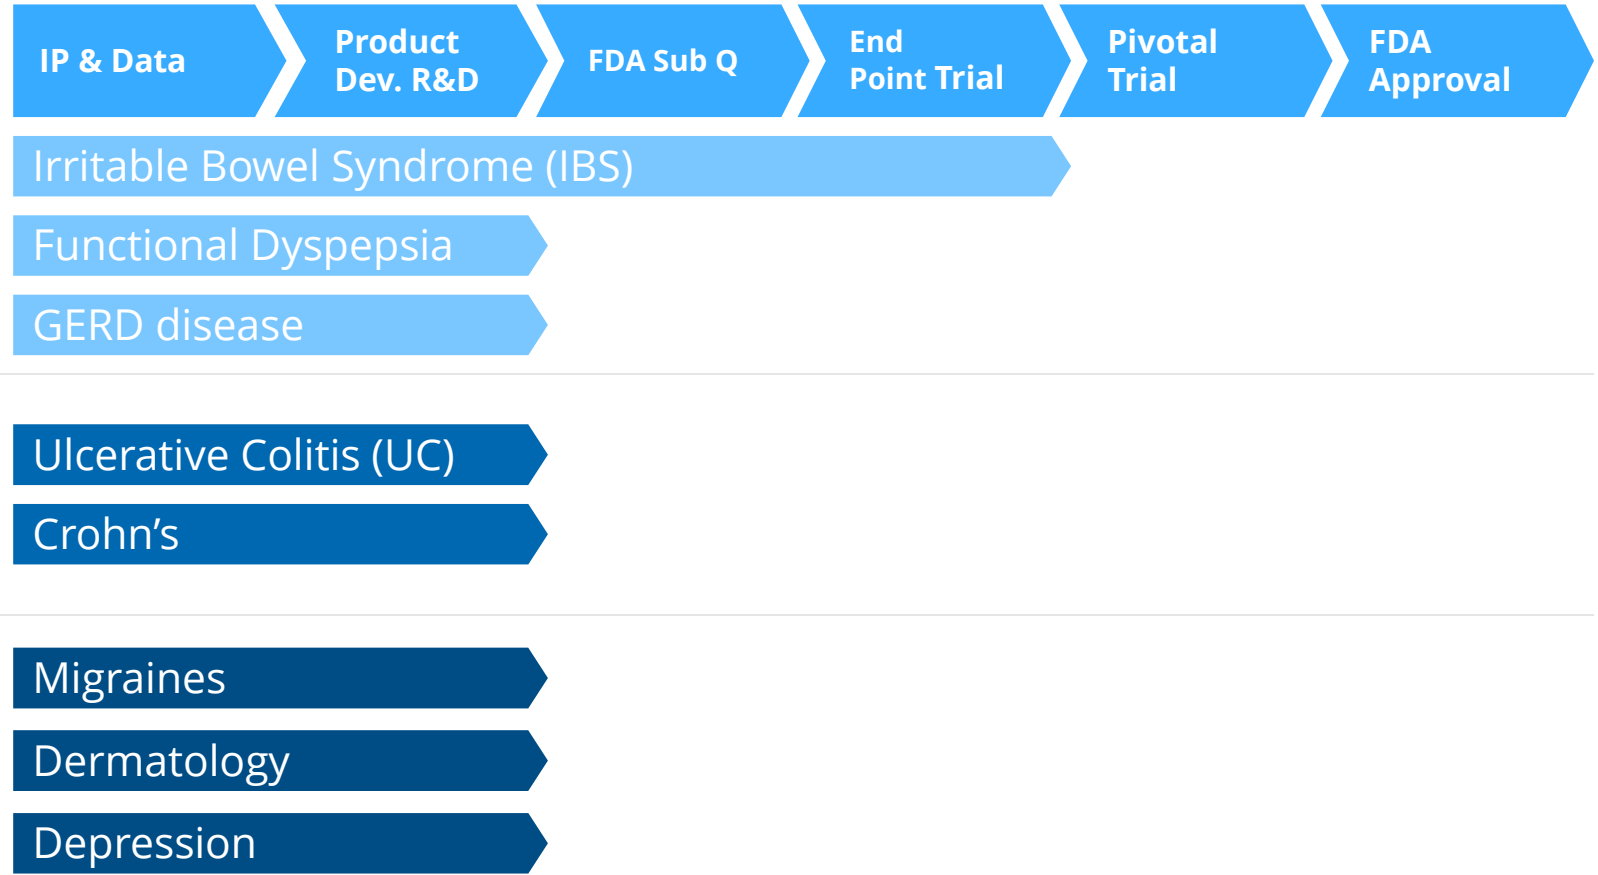 IP & Data
Product
Dev. R&D
FDA Sub Q
End
Point Trial
Pivotal
Trial
FDA
Approval
Irritable Bowel Syndrome (IBS)
Functional Dyspepsia
GERD disease
Ulcerative Colitis (UC)
Crohn’s
Migraines
Dermatology
Depression